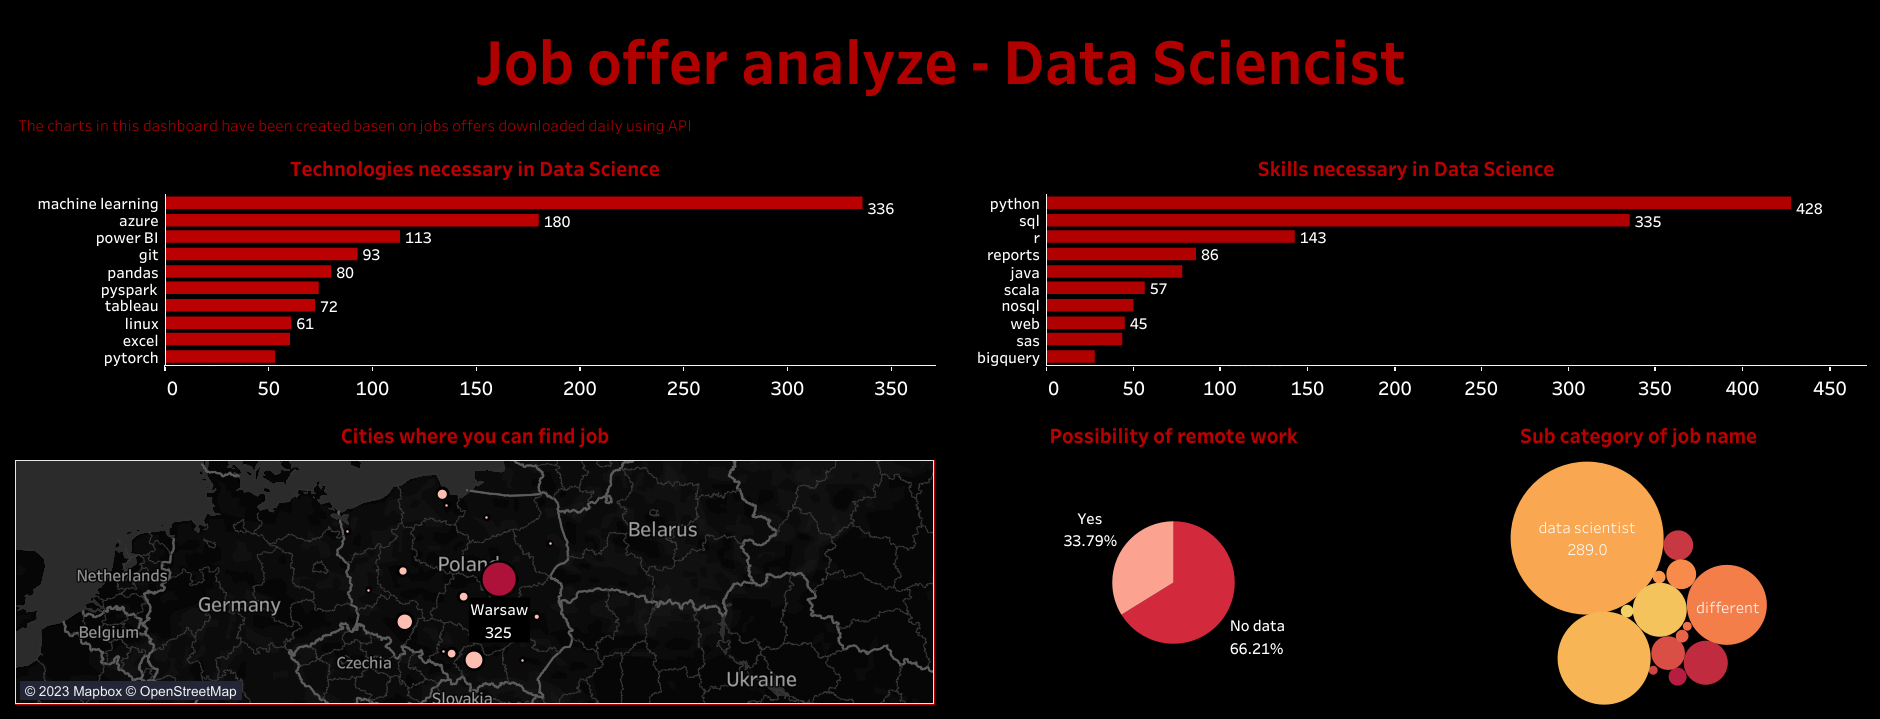 Job offer analyze - Data Sciencist
The charts in this dashboard have been created basen on jobs offers downloaded daily using API
Technologies necessary in Data Science
machine learning
336
azure
180
power BI
113
git
93
pandas
80
pyspark
tableau
72
linux
61
excel
pytorch
0 50 100 150 200 250 300 350
Skills necessary in Data Science
python
428
sql
335
r
143
reports
86
java
scala
57
nosql
web
45
sas
bigquery
0 50 100 150 200 250 300 350 400 450
Cities where you can find job
Belarus
Poland
Netherlands
Germany
Warsaw
325
Belgium
Czechia
Ukraine
Slovakia
© 2023 Mapbox © OpenStreetMap
Possibility of remote work
Yes
33.79%
No data
66.21%
Sub category of job name
data scientist
289.0
different